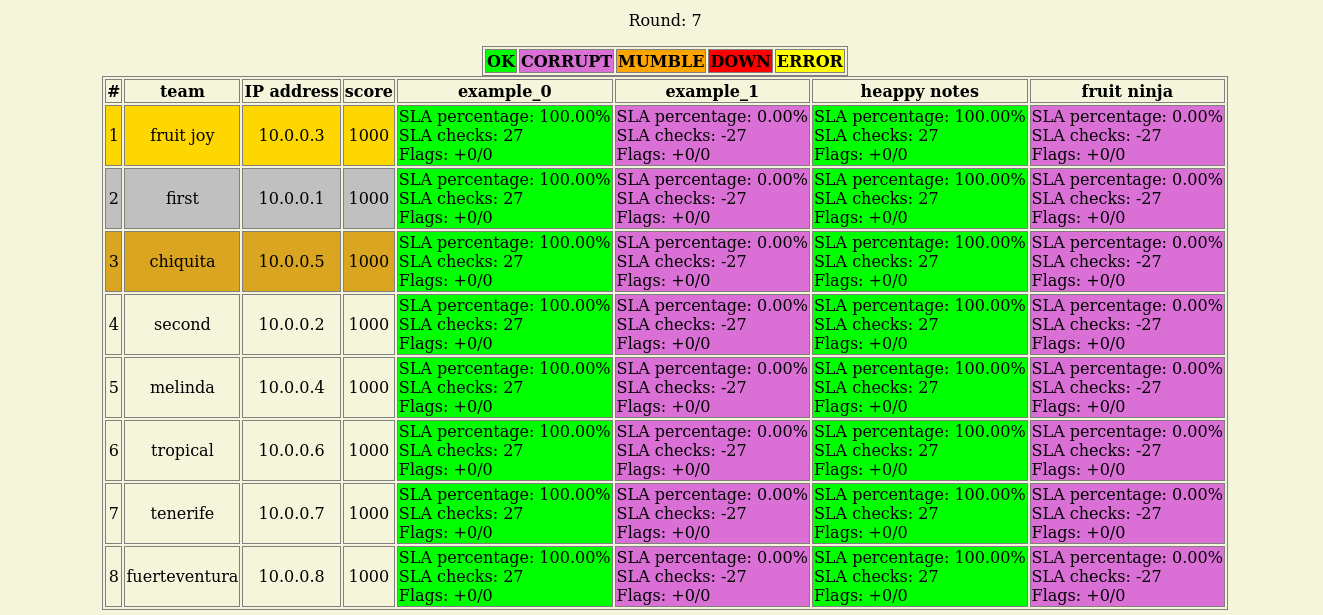 Round: 7
OK CORRUPT MUMBLE DOWN ERROR
# team IP address score example_0 example_1 heappy notes fruit ninja
SLA percentage: 100.00% SLA percentage: 0.00% SLA percentage: 100.00% SLA percentage: 0.00%
1 fruit joy 10.0.0.3 1000 SLA checks: 27 SLA checks: -27 SLA checks: 27 SLA checks: -27
Flags: +0/0 Flags: +0/0 Flags: +0/0 Flags: +0/0
SLA percentage: 100.00% SLA percentage: 0.00% SLA percentage: 100.00% SLA percentage: 0.00%
2 first 10.0.0.1 1000 SLA checks: 27 SLA checks: -27 SLA checks: 27 SLA checks: -27
Flags: +0/0 Flags: +0/0 Flags: +0/0 Flags: +0/0
SLA percentage: 100.00% SLA percentage: 0.00% SLA percentage: 100.00% SLA percentage: 0.00%
3 chiquita 10.0.0.5 1000 SLA checks: 27 SLA checks: -27 SLA checks: 27 SLA checks: -27
Flags: +0/0 Flags: +0/0 Flags: +0/0 Flags: +0/0
SLA percentage: 100.00% SLA percentage: 0.00% SLA percentage: 100.00% SLA percentage: 0.00%
4 second 10.0.0.2 1000 SLA checks: 27 SLA checks: -27 SLA checks: 27 SLA checks: -27
Flags: +0/0 Flags: +0/0 Flags: +0/0 Flags: +0/0
SLA percentage: 100.00% SLA percentage: 0.00% SLA percentage: 100.00% SLA percentage: 0.00%
5 melinda 10.0.0.4 1000 SLA checks: 27 SLA checks: -27 SLA checks: 27 SLA checks: -27
Flags: +0/0 Flags: +0/0 Flags: +0/0 Flags: +0/0
SLA percentage: 100.00% SLA percentage: 0.00% SLA percentage: 100.00% SLA percentage: 0.00%
6 tropical 10.0.0.6 1000 SLA checks: 27 SLA checks: -27 SLA checks: 27 SLA checks: -27
Flags: +0/0 Flags: +0/0 Flags: +0/0 Flags: +0/0
SLA percentage: 100.00% SLA percentage: 0.00% SLA percentage: 100.00% SLA percentage: 0.00%
7 tenerife 10.0.0.7 1000 SLA checks: 27 SLA checks: -27 SLA checks: 27 SLA checks: -27
Flags: +0/0 Flags: +0/0 Flags: +0/0 Flags: +0/0
SLA percentage: 100.00% SLA percentage: 0.00% SLA percentage: 100.00% SLA percentage: 0.00%
8 fuerteventura 10.0.0.8 1000 SLA checks: 27 SLA checks: -27 SLA checks: 27 SLA checks: -27
Flags: +0/0 Flags: +0/0 Flags: +0/0 Flags: +0/0